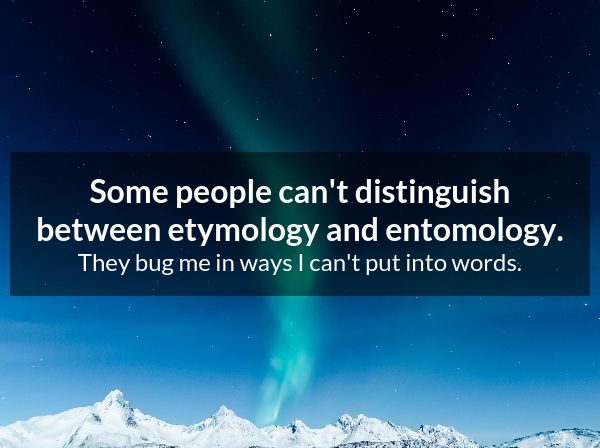 Some people can't distinguish
between etymology and entomology.
They bug me in ways I can't put into words.